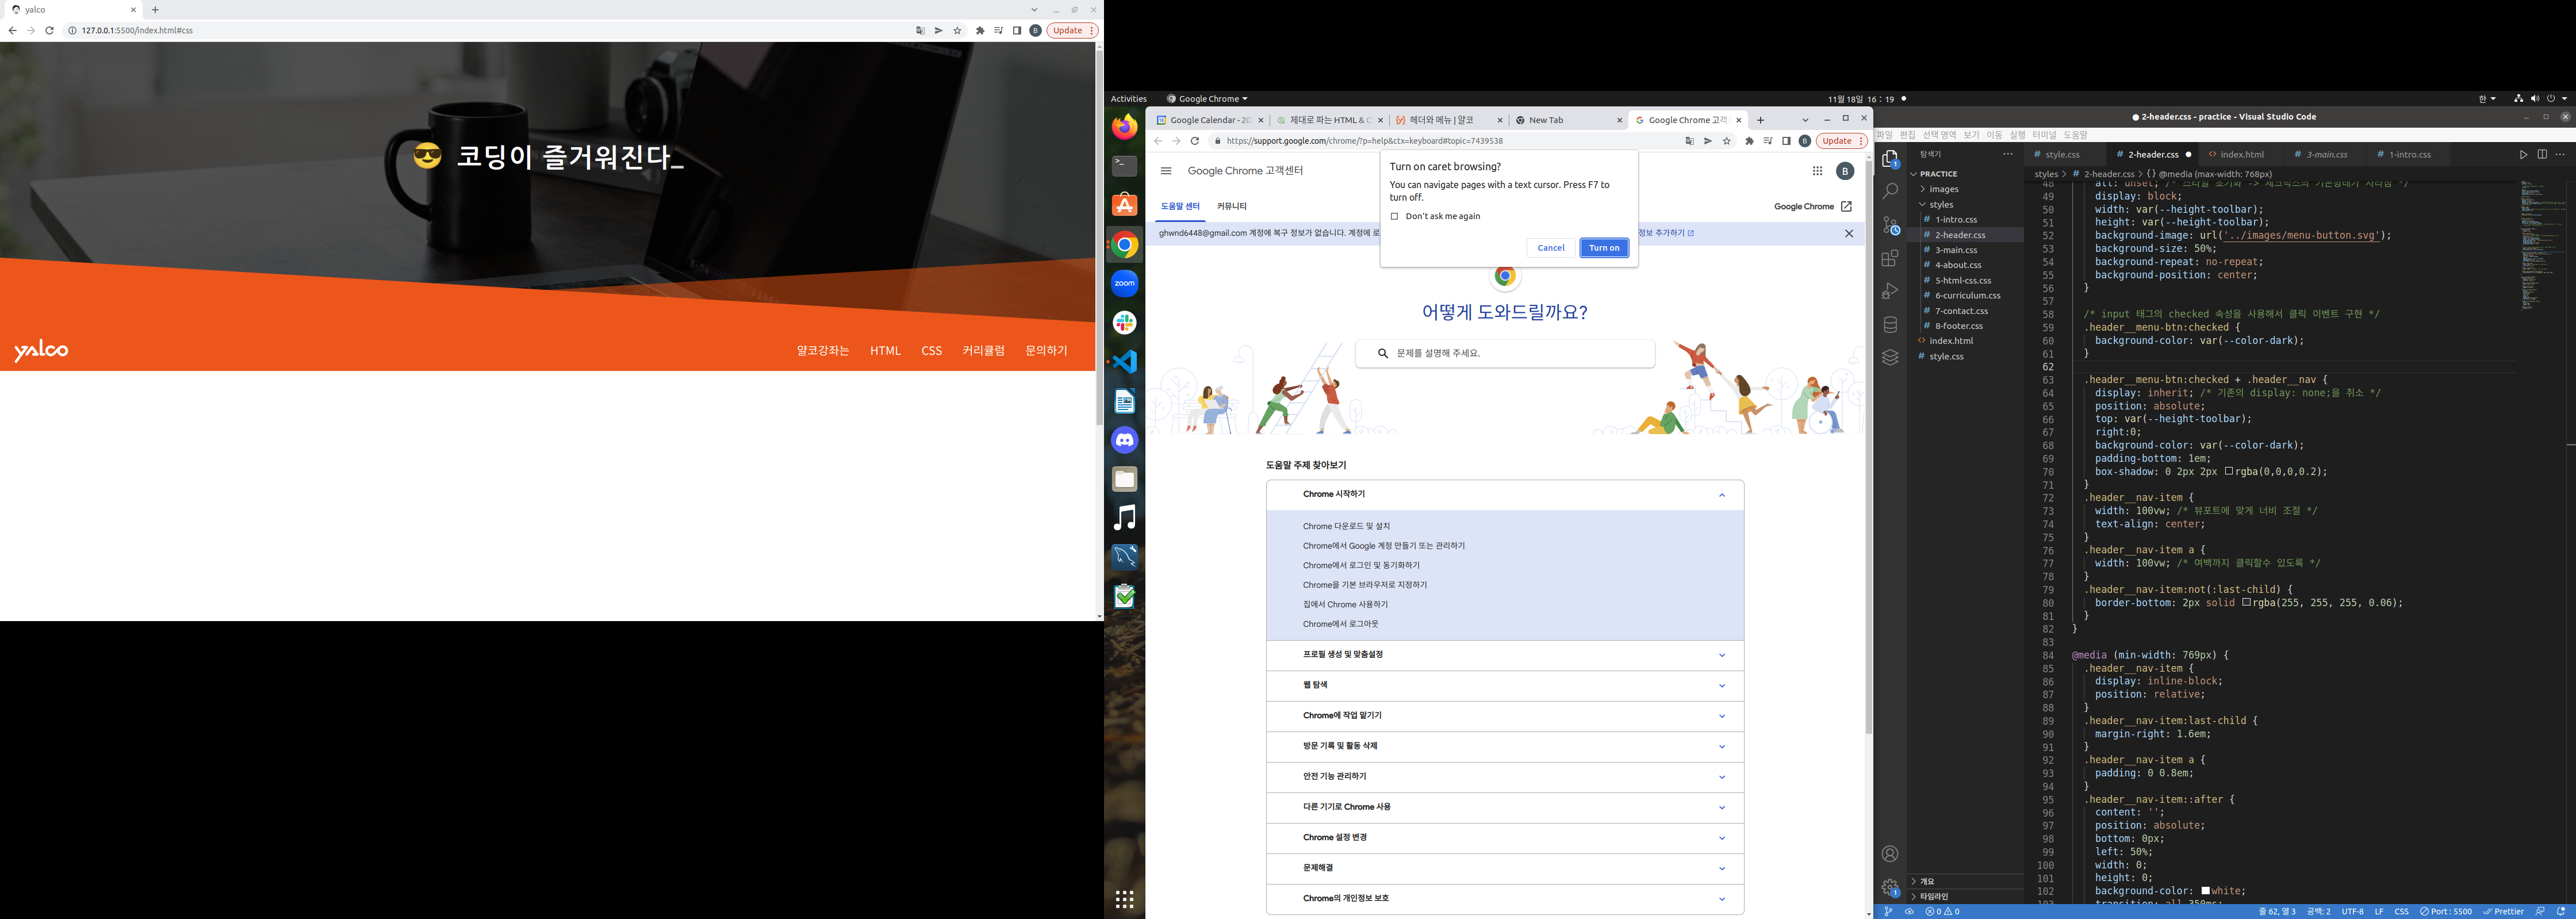 yalco
127.0.0.1:5500/index.html#css
B
Update
😎 코딩이 즐거워진다_
yalco
얄코강좌는 HTML CSS 커리큘럼 문의하기
Activities
Google Chrome
11월 18일 16 : 19
한
zoom
Google Calendar - 20
제대로 파는 HTML & C
헤더와 메뉴 | 얄코
New Tab
Google Chrome 고객
https://support.google.com/chrome/?p=help&ctx=keyboard#topic=7439538
B
Update
Google Chrome 고객센터
B
도움말 센터 커뮤니티
Google Chrome
ghwnd6448@gmail.com 계정에 복구 정보가 없습니다. 계정에 로
정보 추가하기
Turn on caret browsing?
You can navigate pages with a text cursor. Press F7 to
turn off.
Don't ask me again
Cancel
Turn on
어떻게 도와드릴까요?
문제를 설명해 주세요.
도움말 주제 찾아보기
Chrome 시작하기
Chrome 다운로드 및 설치
Chrome에서 Google 계정 만들기 또는 관리하기
Chrome에서 로그인 및 동기화하기
Chrome을 기본 브라우저로 지정하기
집에서 Chrome 사용하기
Chrome에서 로그아웃
프로필 생성 및 맞춤설정
웹 탐색
Chrome에 작업 맡기기
방문 기록 및 활동 삭제
안전 기능 관리하기
다른 기기로 Chrome 사용
Chrome 설정 변경
문제해결
Chrome의 개인정보 보호
● 2-header.css - practice - Visual Studio Code
파일 편집 선택 영역 보기 이동 실행 터미널 도움말
탐색기
PRACTICE
images
styles
# 1-intro.css
# 2-header.css
# 3-main.css
# 4-about.css
# 5-html-css.css
# 6-curriculum.css
# 7-contact.css
# 8-footer.css
<> index.html
# style.css
개요
타임라인
# style.css
# 2-header.css ●
<> index.html
# 3-main.css
# 1-intro.css
styles > # 2-header.css > {} @media (max-width: 768px)
48 all: unset; /* 스타일 초기화 -> 체크박스의 기본형태가 사라짐 */
49 display: block;
50 width: var(--height-toolbar);
51 height: var(--height-toolbar);
52 background-image: url('../images/menu-button.svg');
53 background-size: 50%;
54 background-repeat: no-repeat;
55 background-position: center;
56 }
57
58 /* input 태그의 checked 속성을 사용해서 클릭 이벤트 구현 */
59 .header__menu-btn:checked {
60 background-color: var(--color-dark);
61 }
62
63 .header__menu-btn:checked + .header__nav {
64 display: inherit; /* 기존의 display: none;을 취소 */
65 position: absolute;
66 top: var(--height-toolbar);
67 right:0;
68 background-color: var(--color-dark);
69 padding-bottom: 1em;
70 box-shadow: 0 2px 2px rgba(0,0,0,0.2);
71 }
72 .header__nav-item {
73 width: 100vw; /* 뷰포트에 맞게 너비 조절 */
74 text-align: center;
75 }
76 .header__nav-item a {
77 width: 100vw; /* 여백까지 클릭할수 있도록 */
78 }
79 .header__nav-item:not(:last-child) {
80 border-bottom: 2px solid rgba(255, 255, 255, 0.06);
81 }
82 }
83
84 @media (min-width: 769px) {
85 .header__nav-item {
86 display: inline-block;
87 position: relative;
88 }
89 .header__nav-item:last-child {
90 margin-right: 1.6em;
91 }
92 .header__nav-item a {
93 padding: 0 0.8em;
94 }
95 .header__nav-item::after {
96 content: '';
97 position: absolute;
98 bottom: 0px;
99 left: 50%;
100 width: 0;
101 height: 0;
102 background-color: white;
103 transition: all 350ms;
0 0
줄 62, 열 3 공백: 2 UTF-8 LF CSS Port : 5500 Prettier